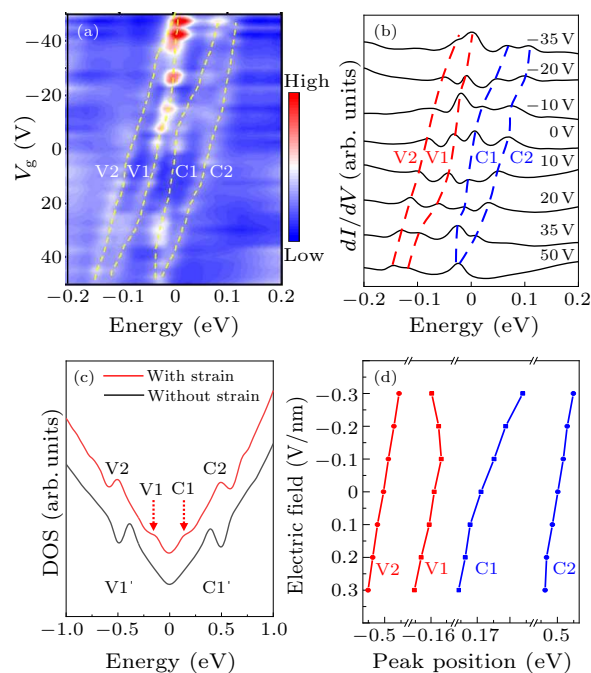 (a)
−40
−20
0
20
40
V_g (V)
V2 V1 C1 C2
−0.2 −0.1 0 0.1 0.2
Energy (eV)
High
Low
(b)
dI/dV (arb. units)
−35 V
−20 V
−10 V
0 V
10 V
20 V
35 V
50 V
V2 V1 C1 C2
−0.2 −0.1 0 0.1 0.2
Energy (eV)
(c)
With strain
Without strain
DOS (arb. units)
V2 C2
V1 C1
V1' C1'
−1.0 −0.5 0 0.5 1.0
Energy (eV)
(d)
Electric field (V/nm)
−0.3
−0.2
−0.1
0
0.1
0.2
0.3
V2 V1 C1 C2
−0.5 −0.16 0.17 0.5
Peak position (eV)